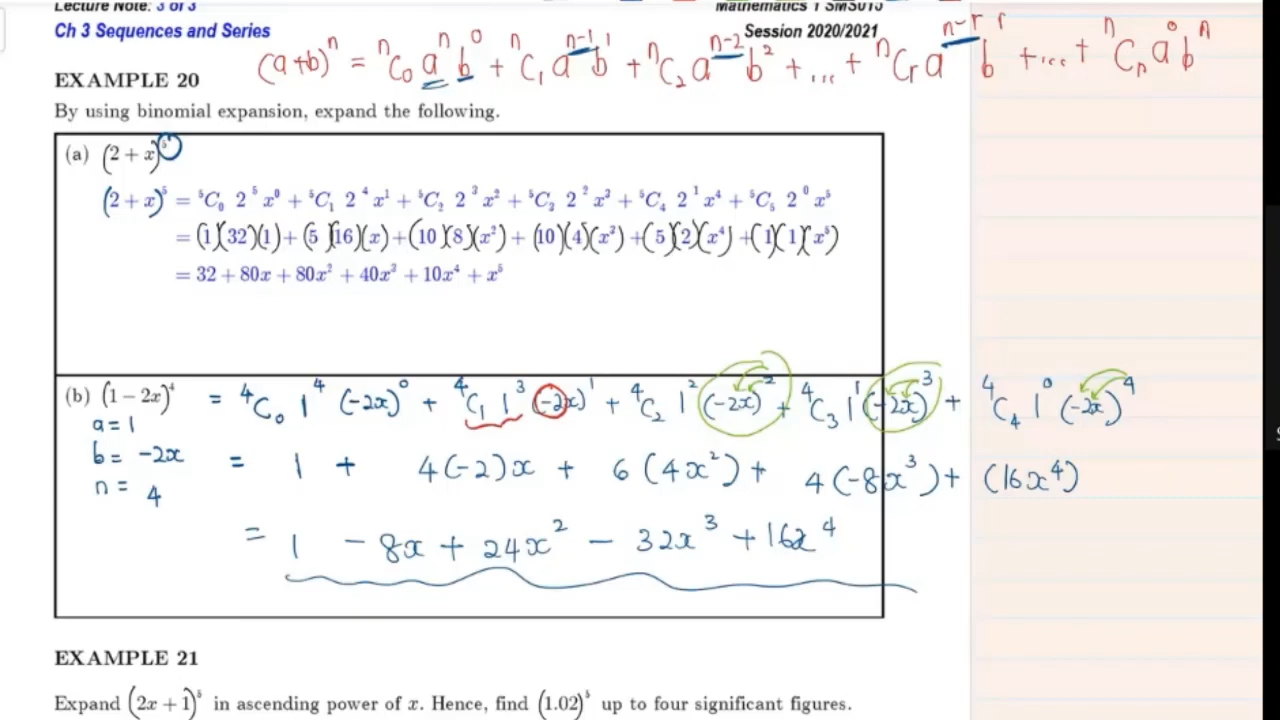 Lecture Note: 3 of 3 Mathematics 1 SM015
Ch 3 Sequences and Series Session 2020/2021
(a+b)ⁿ = ⁿC₀ aⁿ b⁰ + ⁿC₁ aⁿ⁻¹ b¹ + ⁿC₂ aⁿ⁻² b² + ... + ⁿCᵣ aⁿ⁻ʳ bʳ + ... + ⁿCₙ a⁰ bⁿ
EXAMPLE 20
By using binomial expansion, expand the following.
(a) (2 + x)⁵
(2 + x)⁵ = ⁵C₀ 2⁵ x⁰ + ⁵C₁ 2⁴ x¹ + ⁵C₂ 2³ x² + ⁵C₃ 2² x³ + ⁵C₄ 2¹ x⁴ + ⁵C₅ 2⁰ x⁵
= (1)(32)(1) + (5)(16)(x) + (10)(8)(x²) + (10)(4)(x³) + (5)(2)(x⁴) + (1)(1)(x⁵)
= 32 + 80x + 80x² + 40x³ + 10x⁴ + x⁵
(b) (1 − 2x)⁴ = ⁴C₀ 1⁴ (−2x)⁰ + ⁴C₁ 1³ (−2x)¹ + ⁴C₂ 1² (−2x)² + ⁴C₃ 1¹ (−2x)³ + ⁴C₄ 1⁰ (−2x)⁴
a = 1
b = −2x = 1 + 4(−2)x + 6(4x²) + 4(−8x³) + (16x⁴)
n = 4
= 1 − 8x + 24x² − 32x³ + 16x⁴
EXAMPLE 21
Expand (2x + 1)⁵ in ascending power of x. Hence, find (1.02)⁵ up to four significant figures.